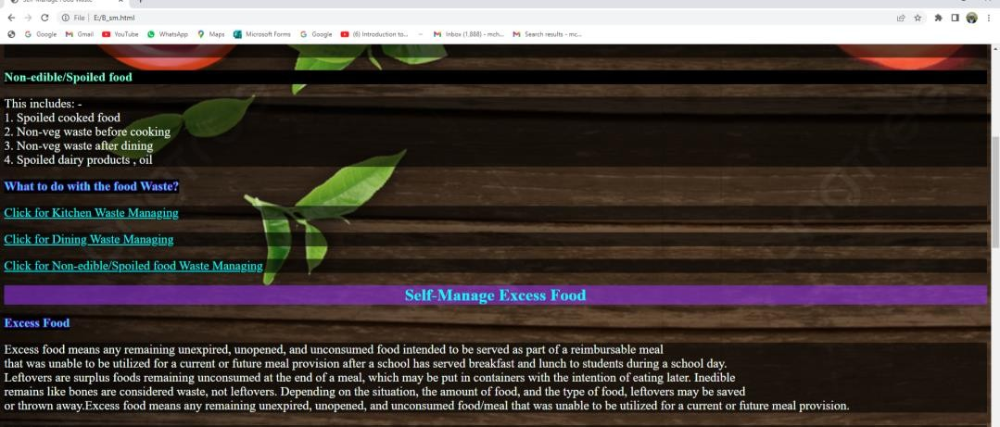 Self-Manage Food Waste
File E:/B_sm.html
Google Gmail YouTube WhatsApp Maps Microsoft Forms Google (6) Introduction to... Inbox (1,888) - mch... Search results - mc...
Non-edible/Spoiled food
This includes: -
1. Spoiled cooked food
2. Non-veg waste before cooking
3. Non-veg waste after dining
4. Spoiled dairy products , oil
What to do with the food Waste?
Click for Kitchen Waste Managing
Click for Dining Waste Managing
Click for Non-edible/Spoiled food Waste Managing
Self-Manage Excess Food
Excess Food
Excess food means any remaining unexpired, unopened, and unconsumed food intended to be served as part of a reimbursable meal
that was unable to be utilized for a current or future meal provision after a school has served breakfast and lunch to students during a school day.
Leftovers are surplus foods remaining unconsumed at the end of a meal, which may be put in containers with the intention of eating later. Inedible
remains like bones are considered waste, not leftovers. Depending on the situation, the amount of food, and the type of food, leftovers may be saved
or thrown away.Excess food means any remaining unexpired, unopened, and unconsumed food/meal that was unable to be utilized for a current or future meal provision.